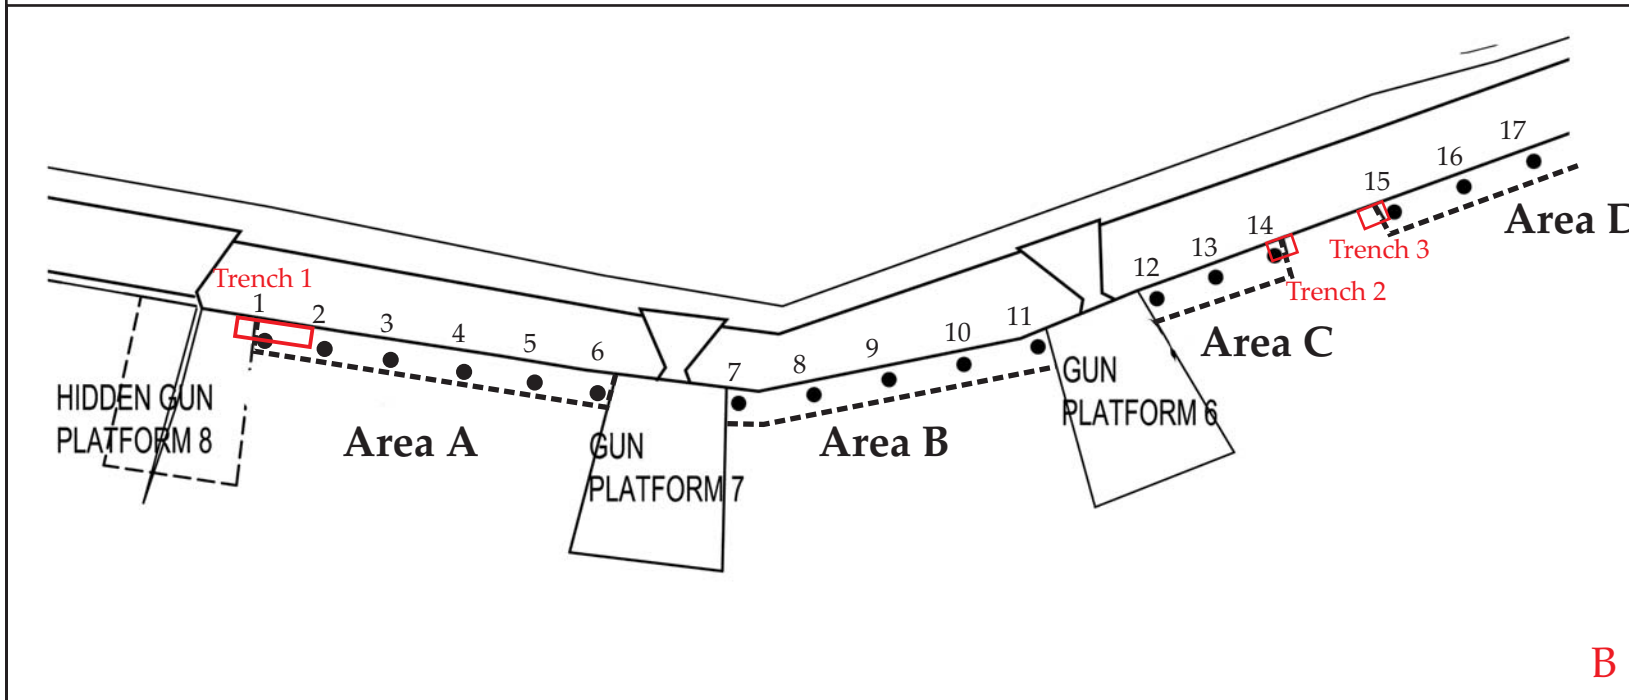 17
16
15
Area D
14
Trench 3
13
12
Trench 2
Trench 1
1
2
3
4
5
6
7
8
9
10
11
Area C
GUN
PLATFORM 6
HIDDEN GUN
PLATFORM 8
Area A
GUN
PLATFORM 7
Area B
B